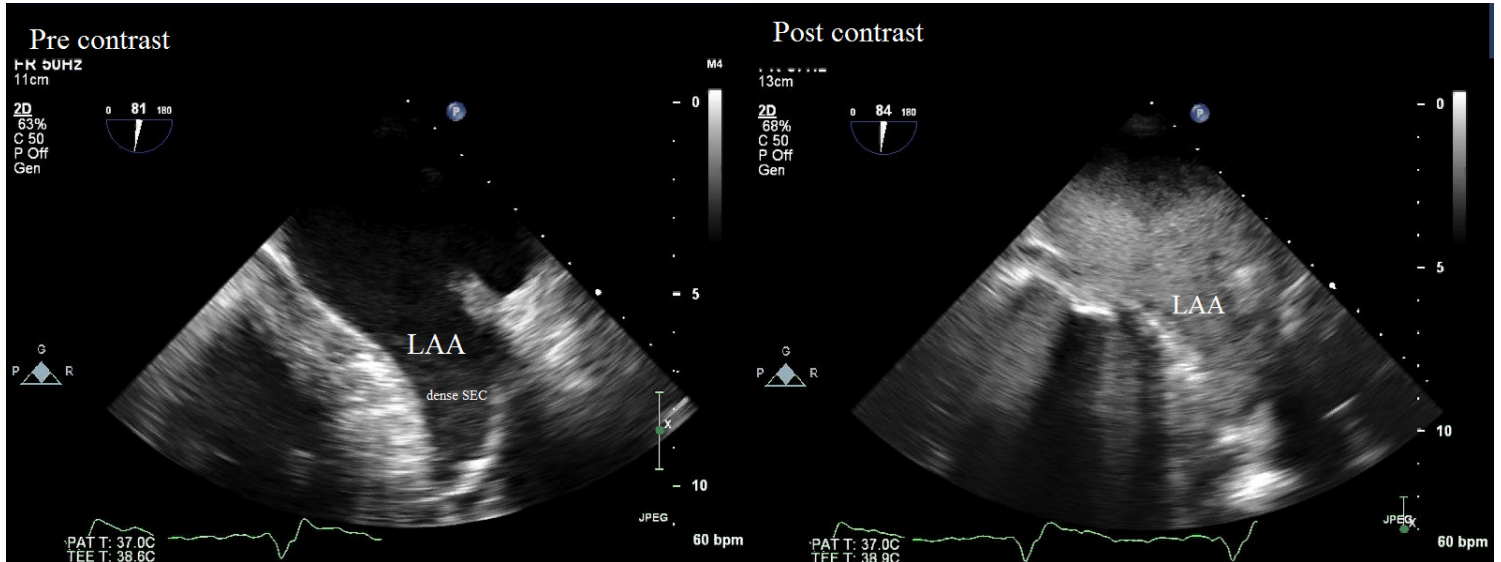 Pre contrast
FR 50Hz
11cm
2D
63%
C 50
P Off
Gen
0 81 180
P
M4
0
5
10
G
P R
LAA
dense SEC
X
JPEG
PAT T: 37.0C
TEE T: 38.6C
60 bpm
Post contrast
13cm
2D
68%
C 50
P Off
Gen
0 84 180
P
0
5
10
G
P R
LAA
X
JPEG
PAT T: 37.0C
TEE T: 38.9C
60 bpm